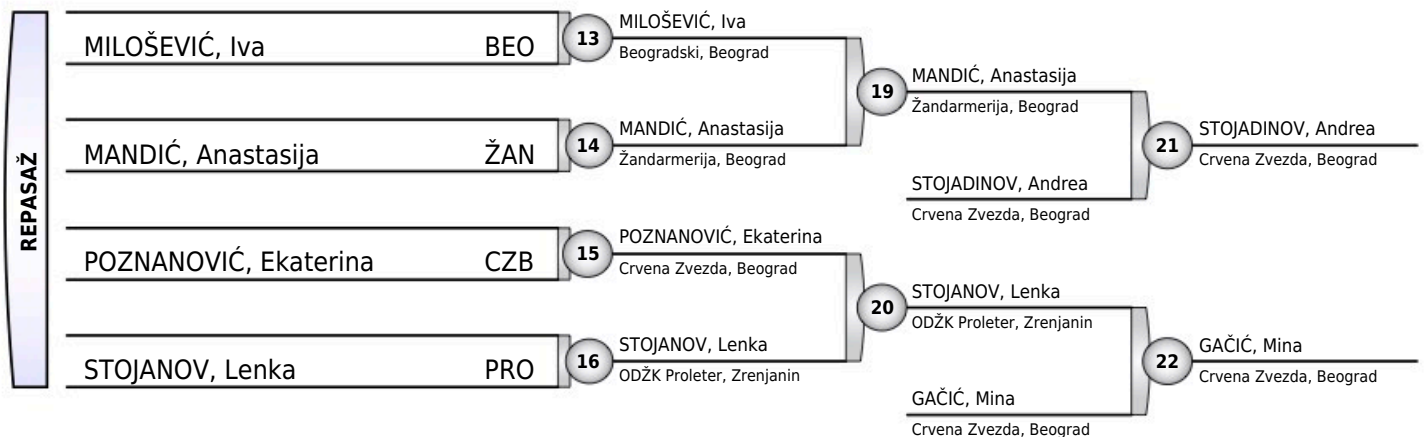 REPASAŽ
MILOŠEVIĆ, Iva BEO
MANDIĆ, Anastasija ŽAN
POZNANOVIĆ, Ekaterina CZB
STOJANOV, Lenka PRO
13
MILOŠEVIĆ, Iva
Beogradski, Beograd
14
MANDIĆ, Anastasija
Žandarmerija, Beograd
15
POZNANOVIĆ, Ekaterina
Crvena Zvezda, Beograd
16
STOJANOV, Lenka
ODŽK Proleter, Zrenjanin
19
MANDIĆ, Anastasija
Žandarmerija, Beograd
STOJADINOV, Andrea
Crvena Zvezda, Beograd
20
STOJANOV, Lenka
ODŽK Proleter, Zrenjanin
GAČIĆ, Mina
Crvena Zvezda, Beograd
21
STOJADINOV, Andrea
Crvena Zvezda, Beograd
22
GAČIĆ, Mina
Crvena Zvezda, Beograd